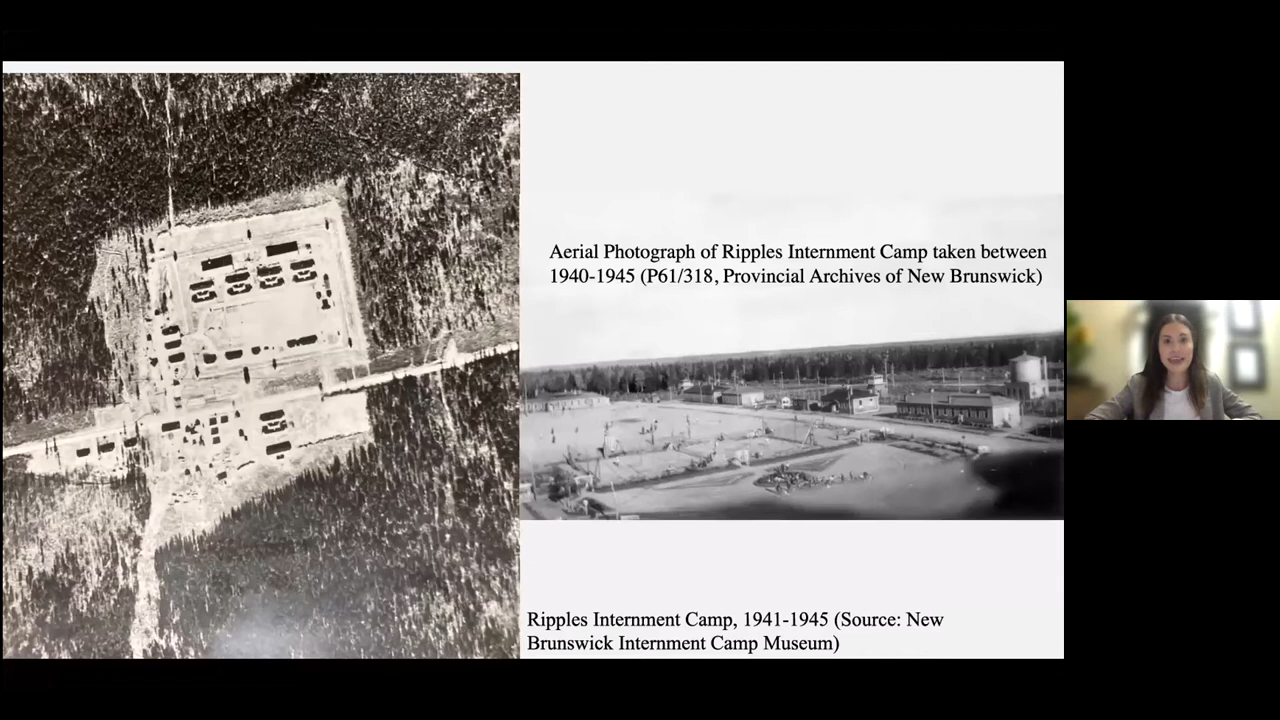 Aerial Photograph of Ripples Internment Camp taken between
1940-1945 (P61/318, Provincial Archives of New Brunswick)
Ripples Internment Camp, 1941-1945 (Source: New
Brunswick Internment Camp Museum)